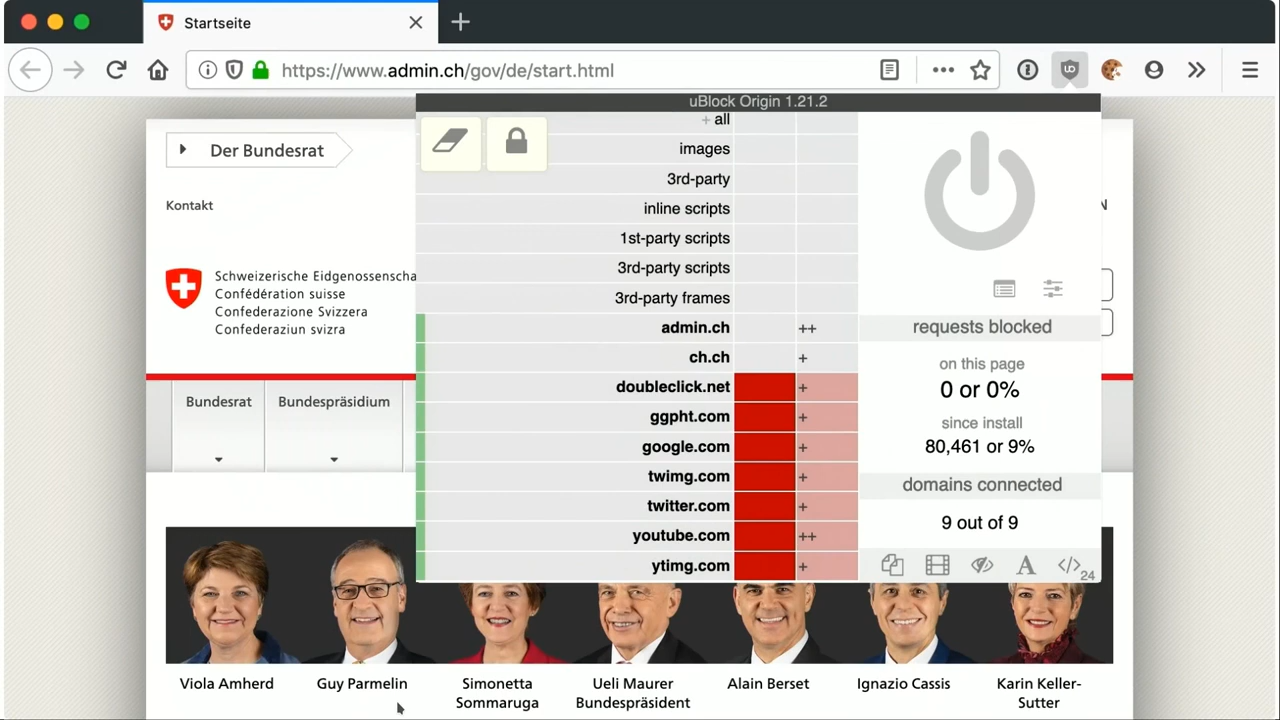 Startseite
https://www.admin.ch/gov/de/start.html
uBlock Origin 1.21.2
+ all
images
3rd-party
inline scripts
1st-party scripts
3rd-party scripts
3rd-party frames
admin.ch ++
ch.ch +
doubleclick.net +
ggpht.com +
google.com +
twimg.com +
twitter.com +
youtube.com ++
ytimg.com +
requests blocked
on this page
0 or 0%
since install
80,461 or 9%
domains connected
9 out of 9
24
Der Bundesrat
Kontakt
N
Schweizerische Eidgenossenscha
Confédération suisse
Confederazione Svizzera
Confederaziun svizra
Bundesrat
Bundespräsidium
Viola Amherd
Guy Parmelin
Simonetta
Sommaruga
Ueli Maurer
Bundespräsident
Alain Berset
Ignazio Cassis
Karin Keller-
Sutter